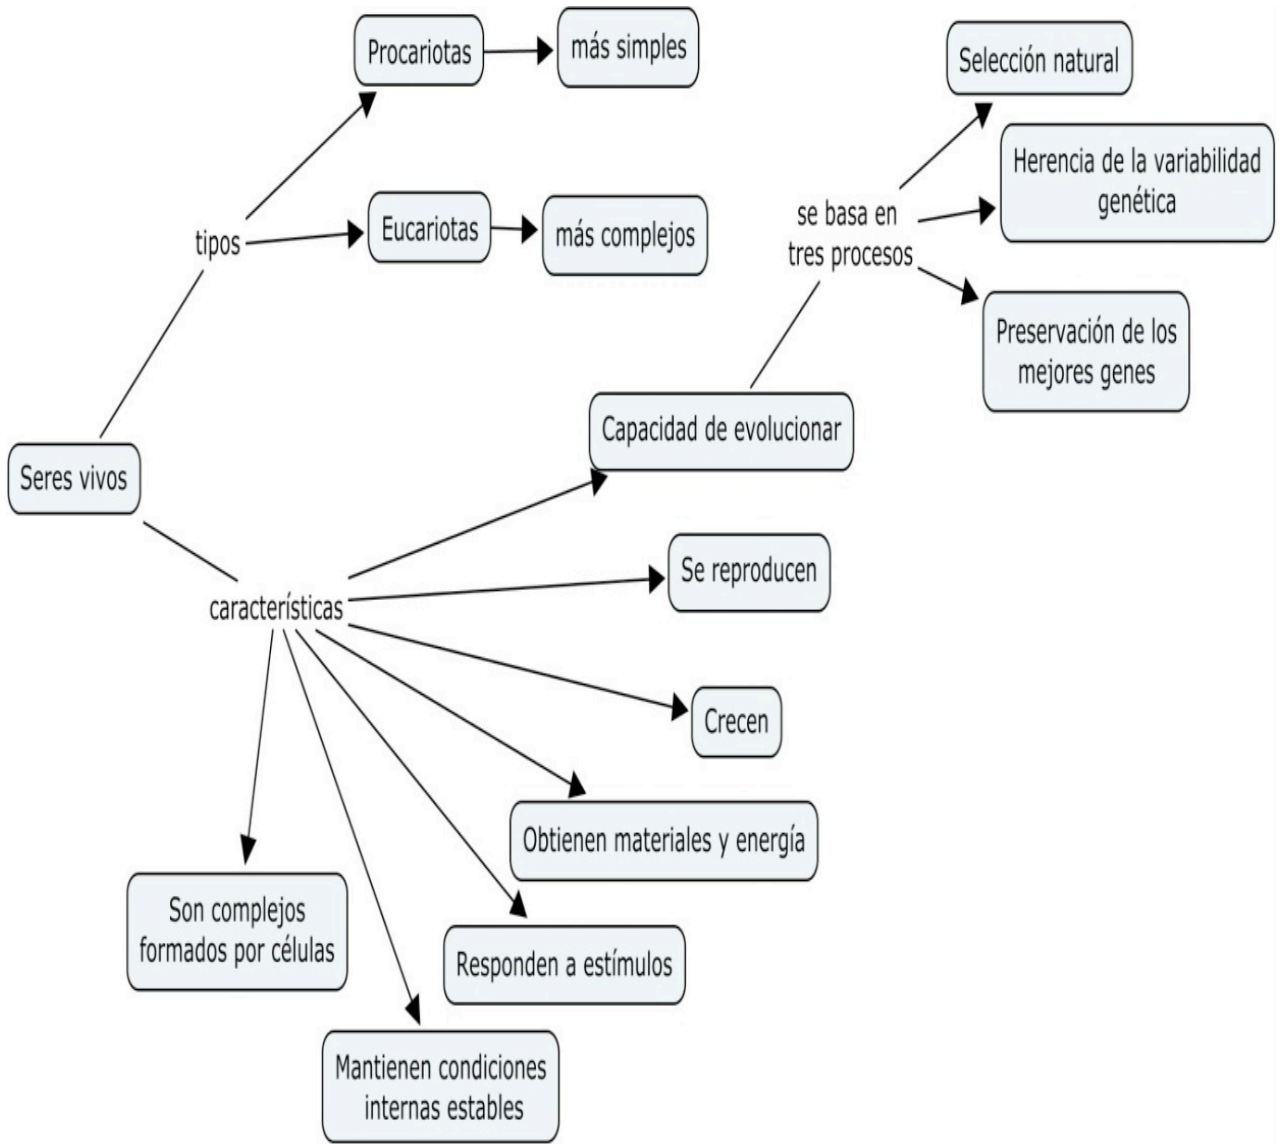 Procariotas
más simples
Selección natural
Herencia de la variabilidad
genética
se basa en
tres procesos
Eucariotas
más complejos
tipos
Preservación de los
mejores genes
Capacidad de evolucionar
Seres vivos
Se reproducen
características
Crecen
Obtienen materiales y energía
Son complejos
formados por células
Responden a estímulos
Mantienen condiciones
internas estables